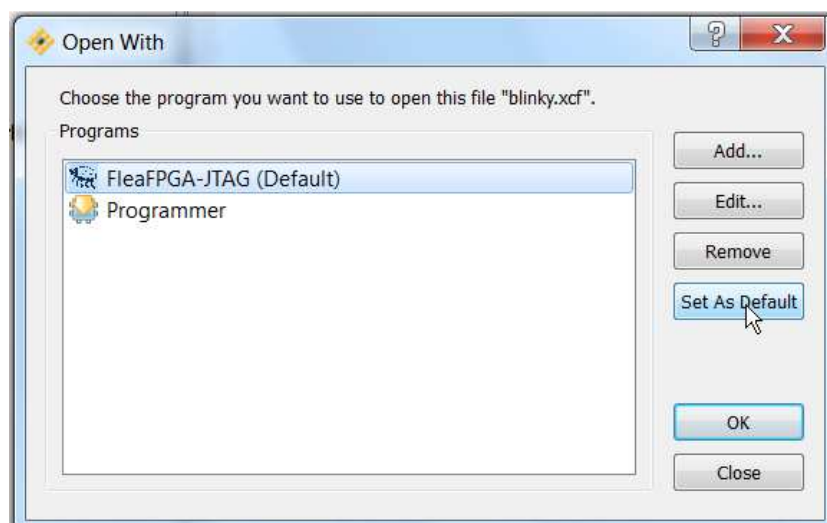 Open With
Choose the program you want to use to open this file "blinky.xcf".
Programs
FleaFPGA-JTAG (Default)
Programmer
Add...
Edit...
Remove
Set As Default
OK
Close